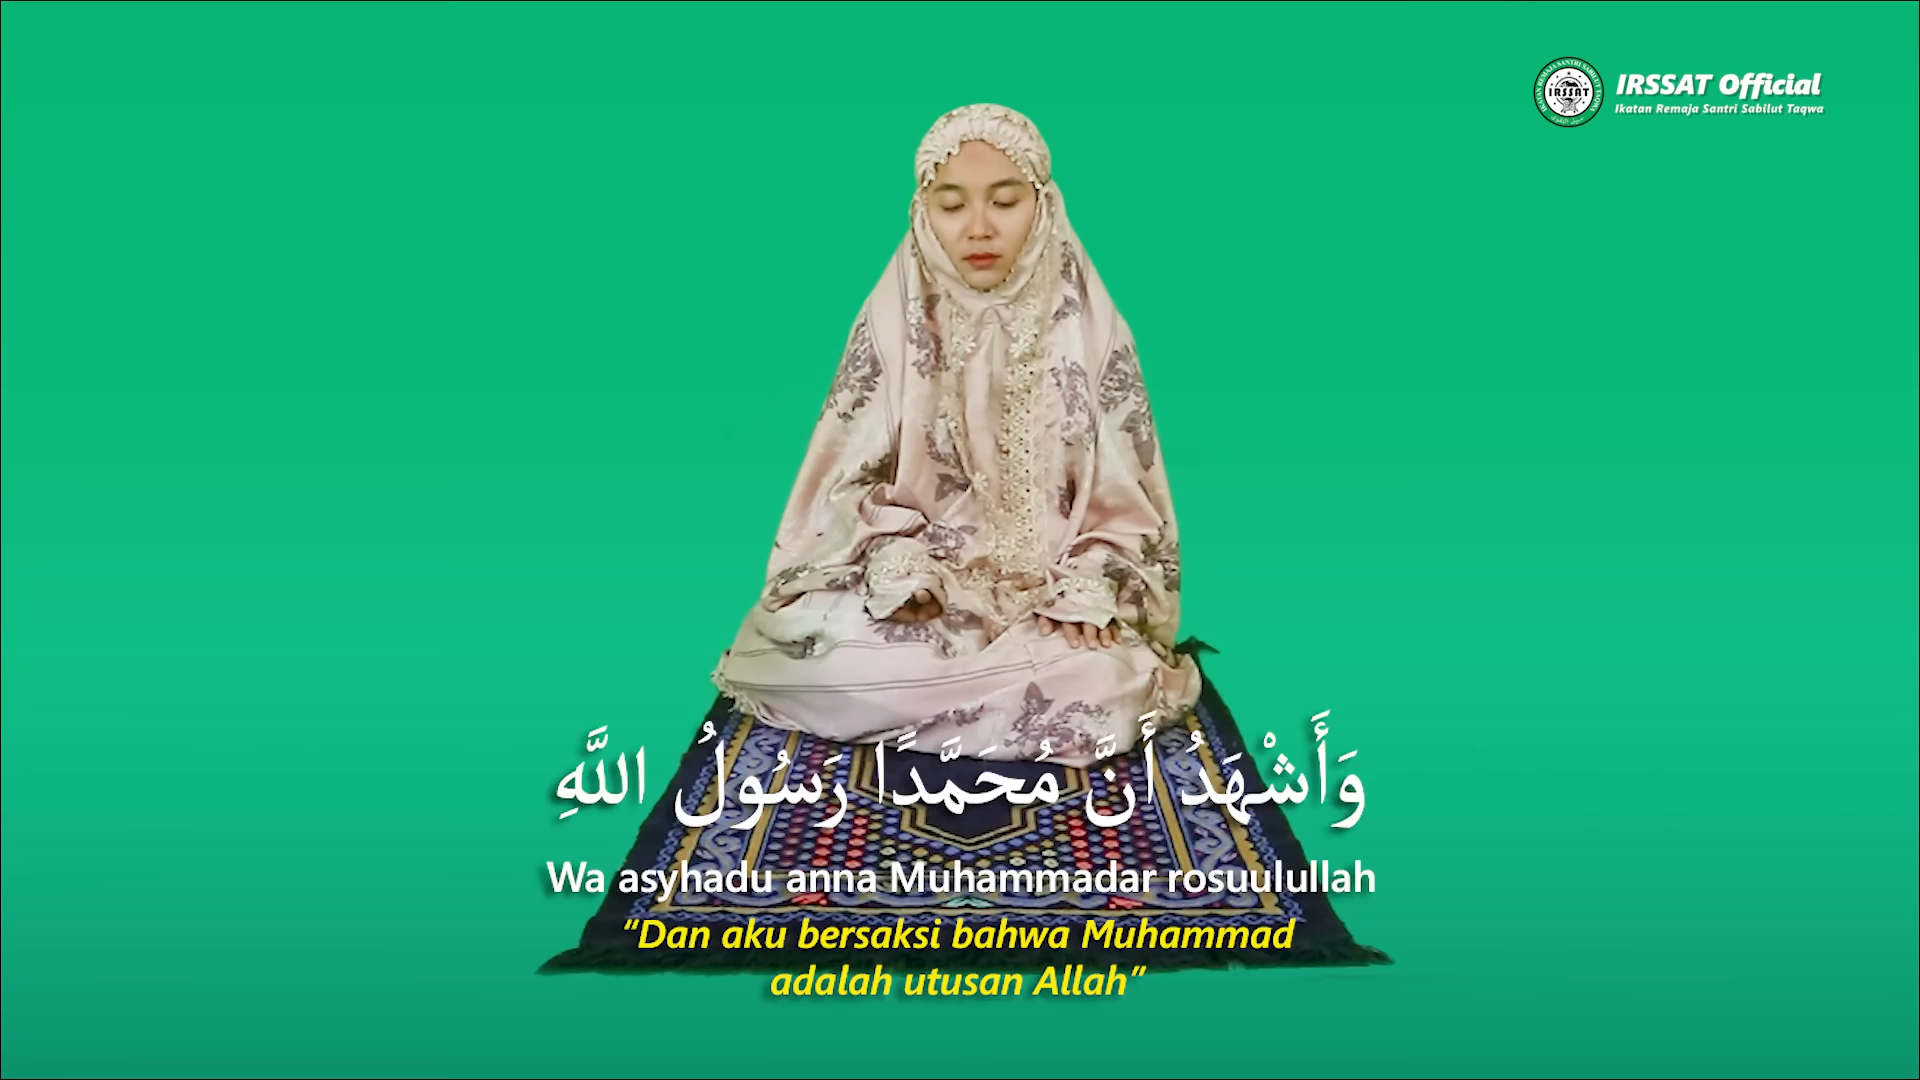 IRSSAT
IRSSAT Official
Ikatan Remaja Santri Sabilut Taqwa
وَأَشْهَدُ أَنَّ مُحَمَّدًا رَسُولُ اللَّهِ
Wa asyhadu anna Muhammadar rosuulullah
“Dan aku bersaksi bahwa Muhammad
adalah utusan Allah”